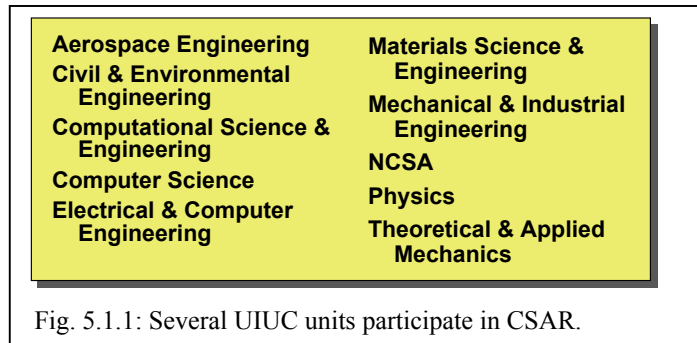 Aerospace Engineering
Civil & Environmental
Engineering
Computational Science &
Engineering
Computer Science
Electrical & Computer
Engineering
Materials Science &
Engineering
Mechanical & Industrial
Engineering
NCSA
Physics
Theoretical & Applied
Mechanics
Fig. 5.1.1: Several UIUC units participate in CSAR.